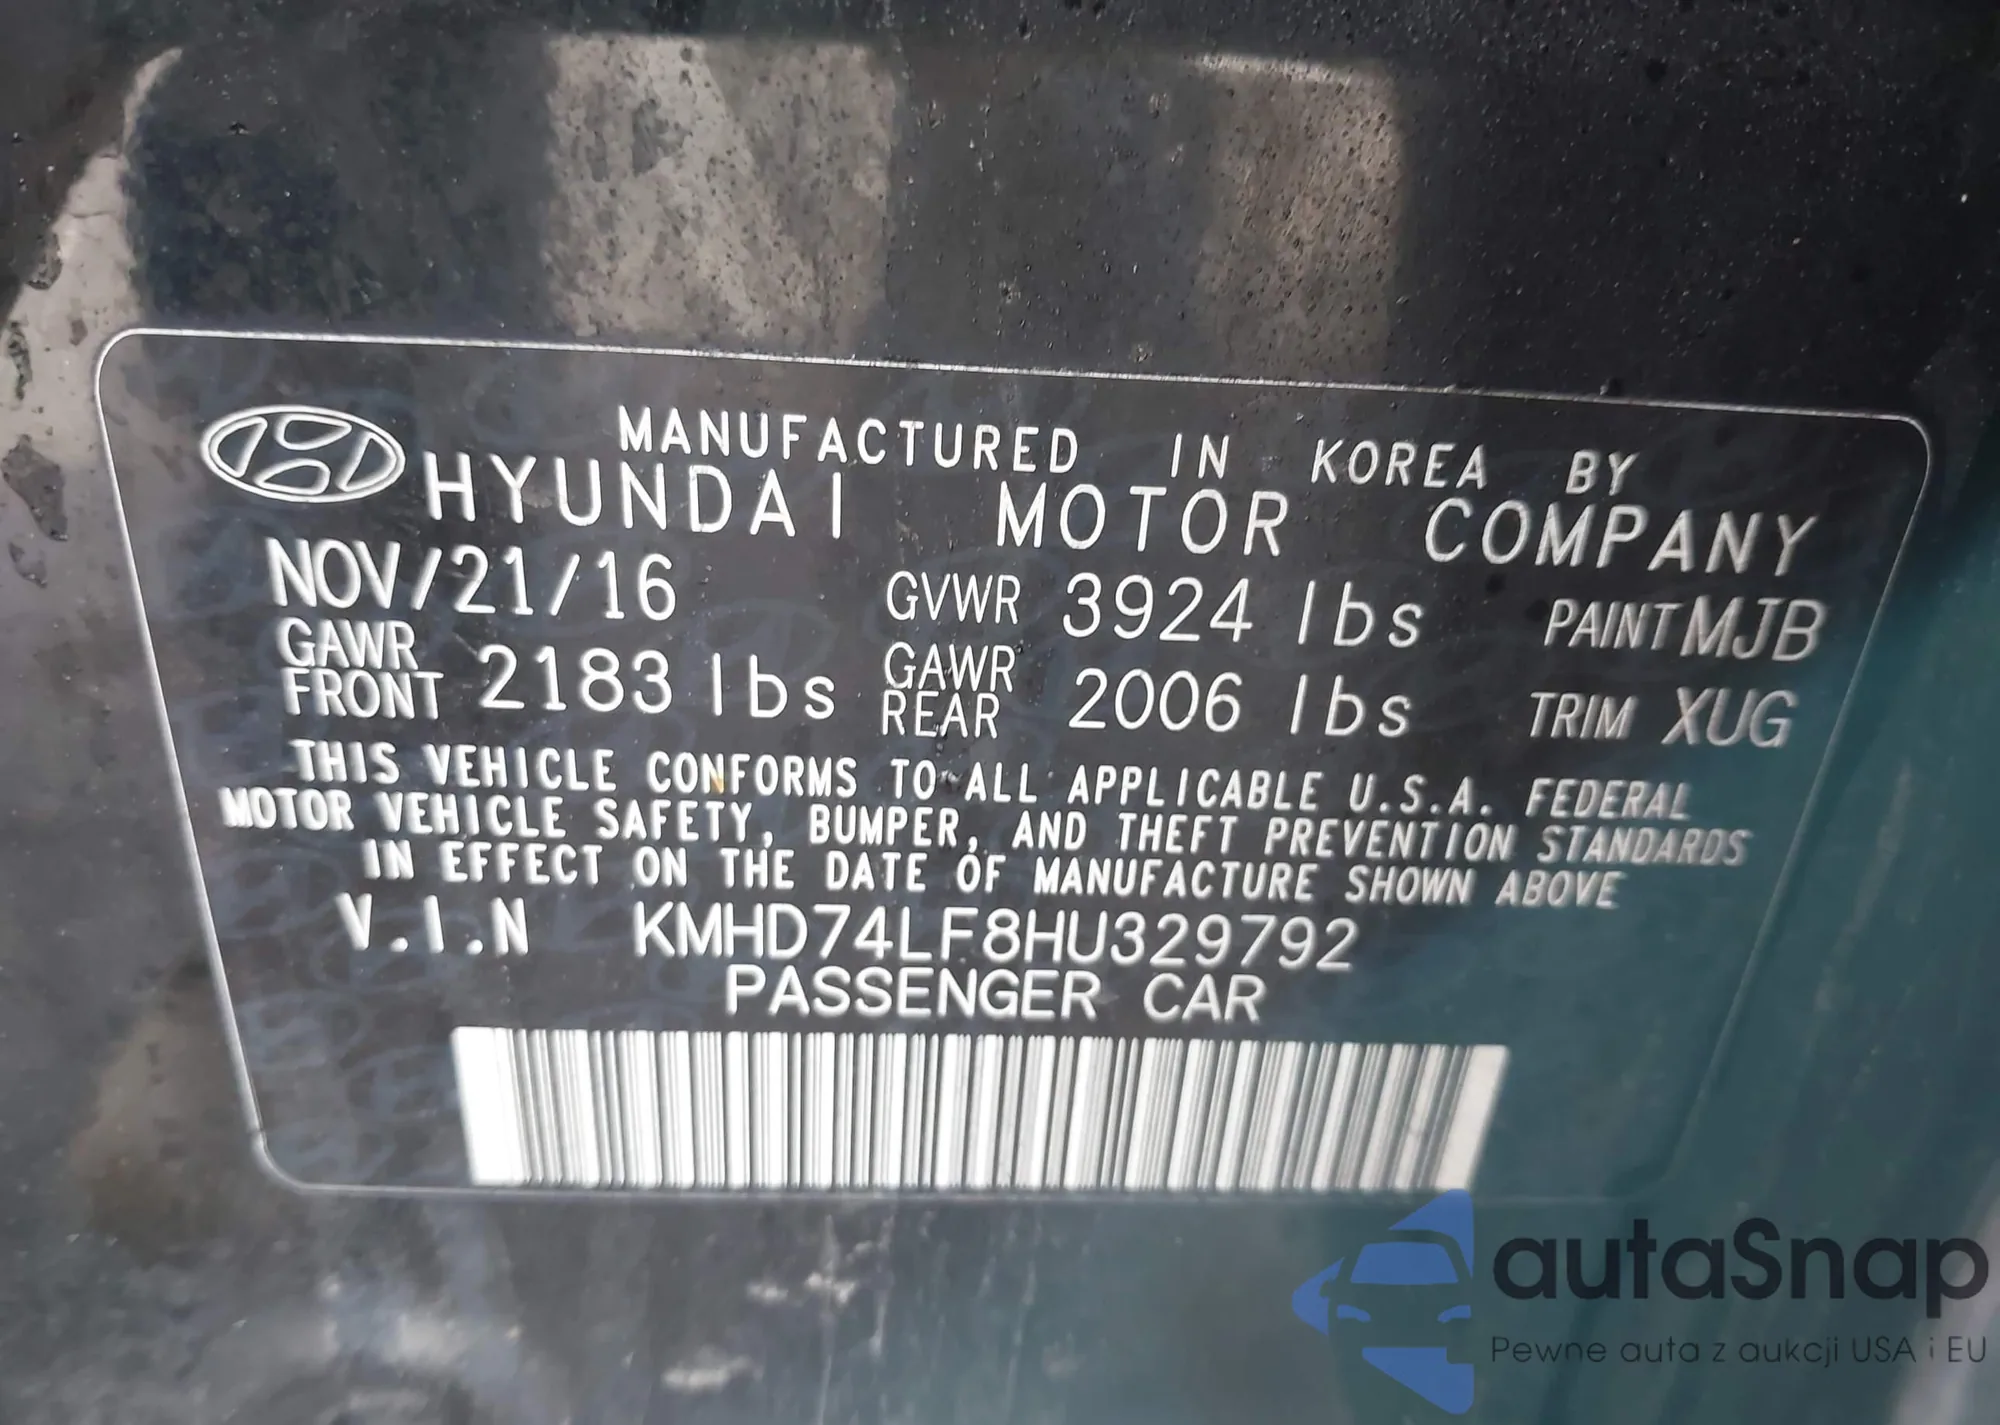 MANUFACTURED IN KOREA BY
HYUNDAI MOTOR COMPANY
NOV/21/16 GVWR 3924 lbs PAINT MJB
GAWR FRONT 2183 lbs GAWR REAR 2006 lbs TRIM XUG
THIS VEHICLE CONFORMS TO ALL APPLICABLE U.S.A. FEDERAL
MOTOR VEHICLE SAFETY, BUMPER, AND THEFT PREVENTION STANDARDS
IN EFFECT ON THE DATE OF MANUFACTURE SHOWN ABOVE
V.I.N KMHD74LF8HU329792
PASSENGER CAR
autaSnap
Pewne auta z aukcji USA i EU